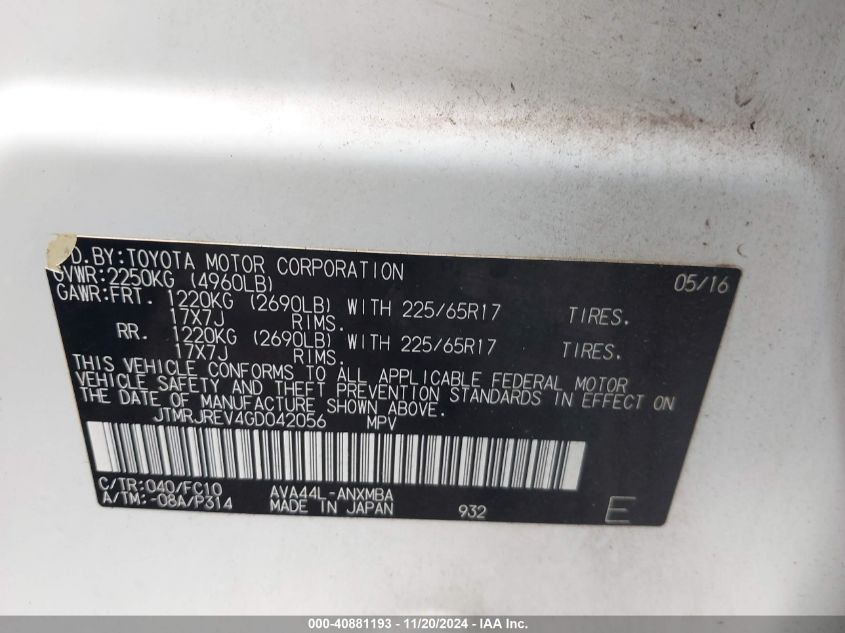 D.BY:TOYOTA MOTOR CORPORATION 05/16
GVWR:2250KG (4960LB)
GAWR:FRT. 1220KG (2690LB) WITH 225/65R17 TIRES.
17X7J RIMS.
RR. 1220KG (2690LB) WITH 225/65R17 TIRES.
17X7J RIMS.
THIS VEHICLE CONFORMS TO ALL APPLICABLE FEDERAL MOTOR
VEHICLE SAFETY AND THEFT PREVENTION STANDARDS IN EFFECT ON
THE DATE OF MANUFACTURE SHOWN ABOVE.
JTMRJREV4GD042056 MPV
C/TR:040/FC10 AVA44L-ANXMBA
A/TM:-08A/P314 MADE IN JAPAN 932 E
000-40881193 - 11/20/2024 - IAA Inc.